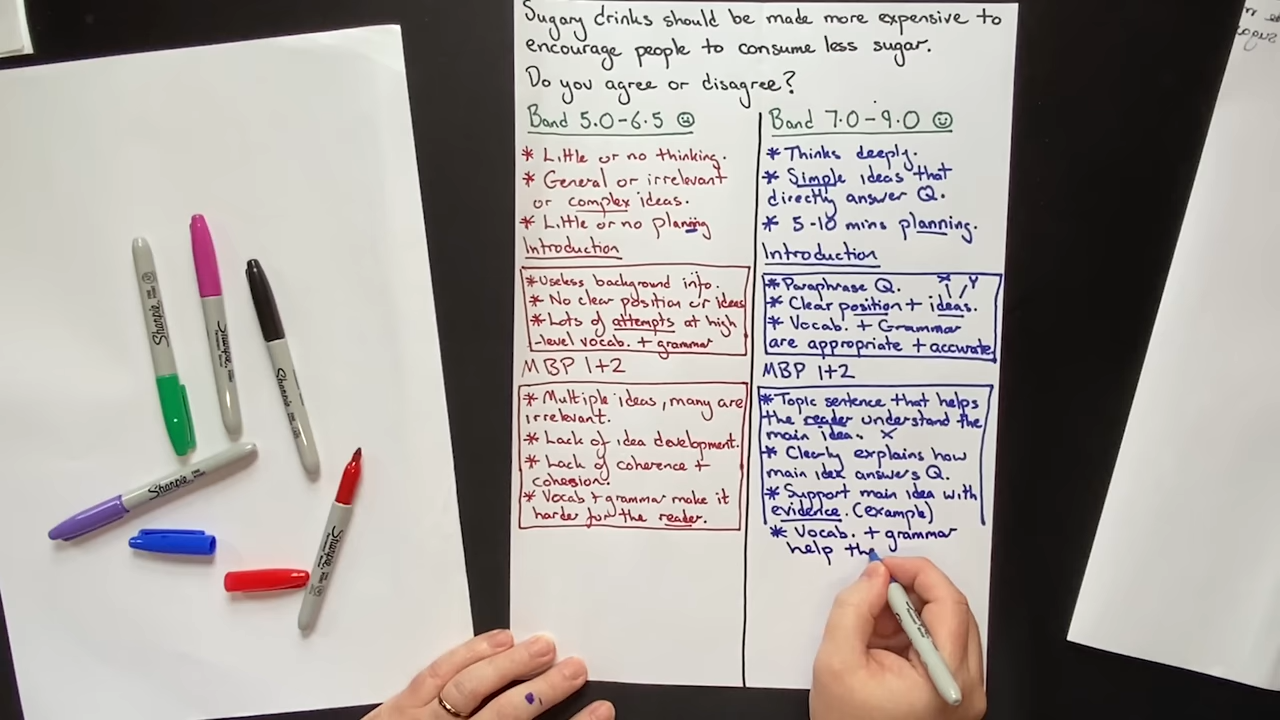 Sugary drinks should be made more expensive to
encourage people to consume less sugar.
Do you agree or disagree?
Band 5.0-6.5
* Little or no thinking.
* General or irrelevant
or complex ideas.
* Little or no planing
Introduction
*Useless background info.
* No clear position or ideas
*Lots of attempts at high
-level vocab. + grammar
MBP 1+2
* Multiple ideas, many are
irrelevant.
* Lack of idea development.
* Lack of coherence +
cohesion.
* Vocab + grammar make it
harder for the reader.
Band 7.0-9.0
* Thinks deeply.
* Simple ideas that
directly answer Q.
* 5-10 mins planning.
Introduction
*Paraphrase Q. X Y
* Clear position + ideas.
* Vocab. + Grammar
are appropriate + accurate
MBP 1+2
*Topic sentence that helps
the reader understand the
main idea. X
* Clearly explains how
main idea answers Q.
* Support main idea with
evidence. (example)
* Vocab. + grammar
help th
Sharpie
Sharpie
Sharpie
Sharpie
Sharpie